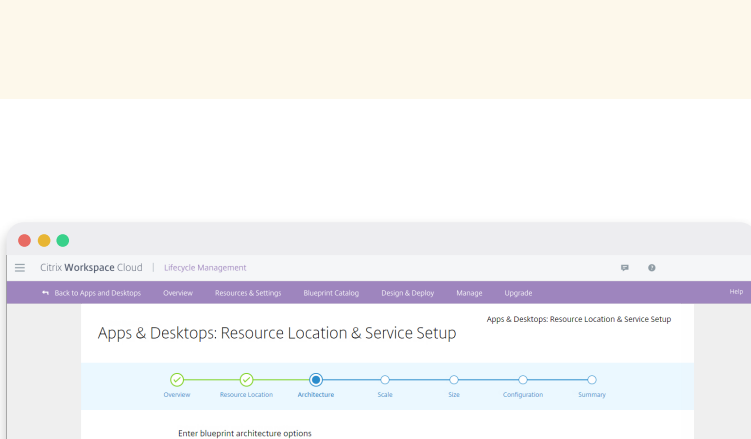 Citrix Workspace Cloud | Lifecycle Management
Back to Apps and Desktops Overview Resources & Settings Blueprint Catalog Design & Deploy Manage Upgrade Help
Apps & Desktops: Resource Location & Service Setup
Apps & Desktops: Resource Location & Service Setup
Overview Resource Location Architecture Scale Size Configuration Summary
Enter blueprint architecture options